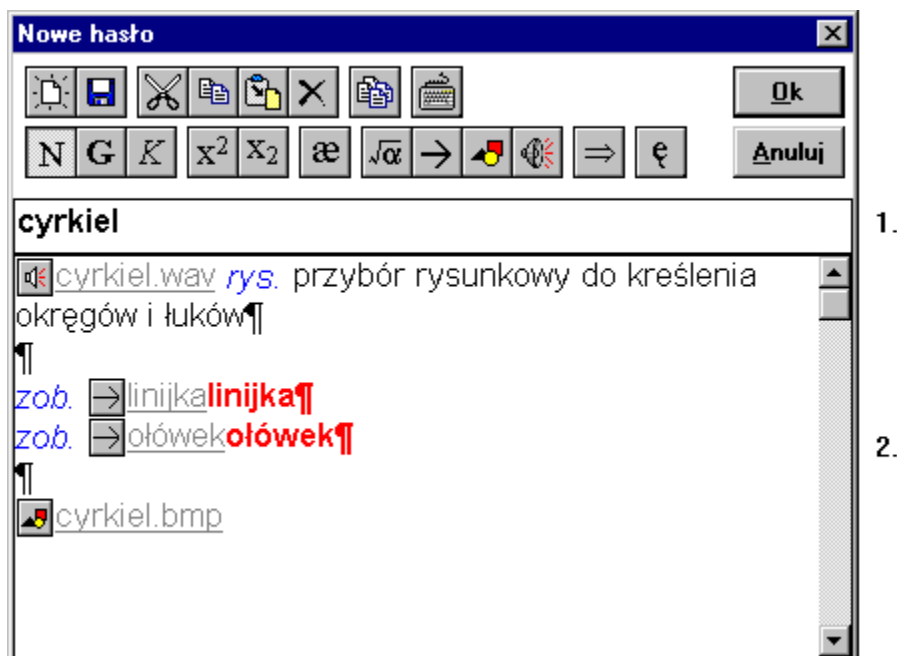 Nowe hasło
Ok
N G K x² x₂ æ √α → ⇒ ę Anuluj
cyrkiel 1.
cyrkiel.wav rys. przybór rysunkowy do kreślenia
okręgów i łuków¶
¶
zob. →linijkalinijka¶
zob. →ołówekołówek¶
2.
¶
cyrkiel.bmp